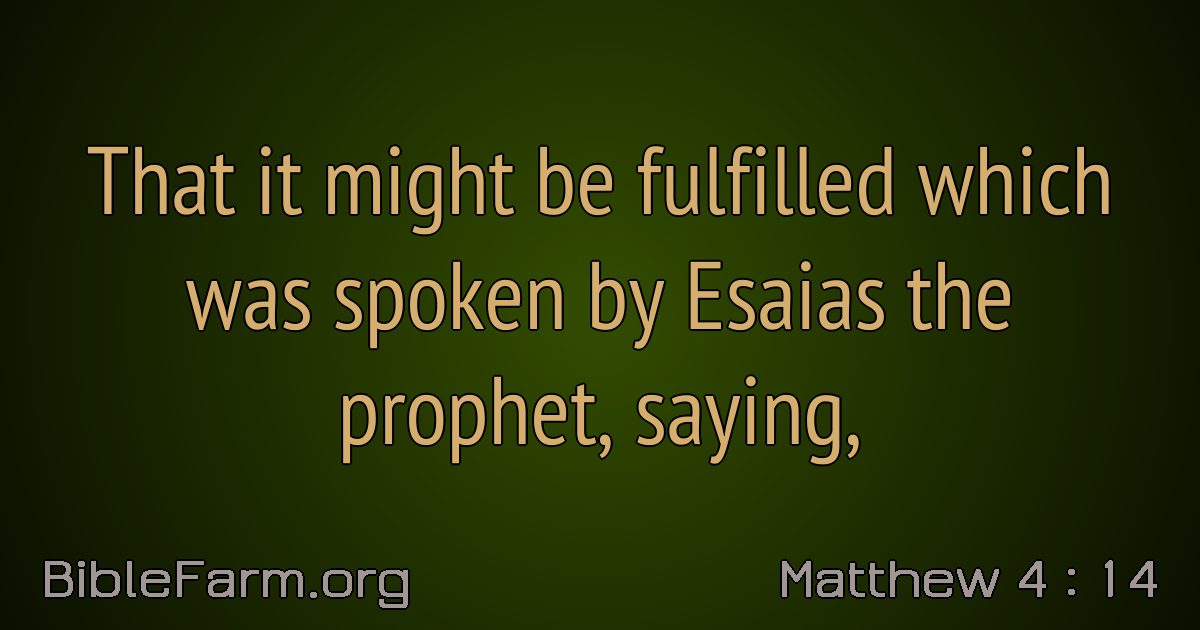 That it might be fulfilled which
was spoken by Esaias the
prophet, saying,
BibleFarm.org
Matthew 4 : 14